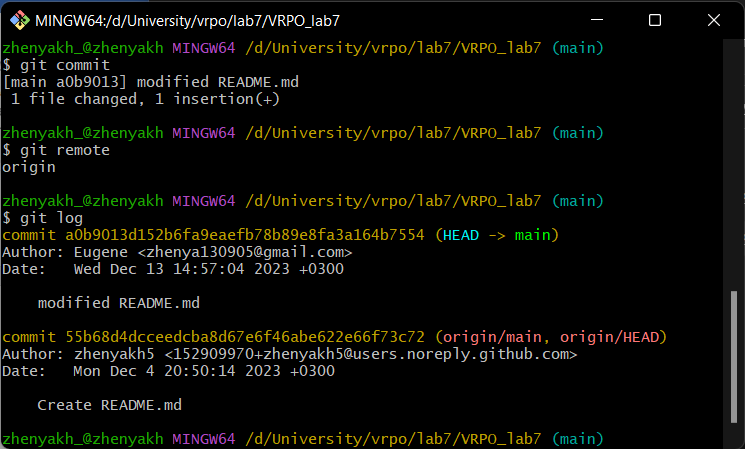 MINGW64:/d/University/vrpo/lab7/VRPO_lab7
zhenyakh_@zhenyakh MINGW64 /d/University/vrpo/lab7/VRPO_lab7 (main)
$ git commit
[main a0b9013] modified README.md
 1 file changed, 1 insertion(+)
zhenyakh_@zhenyakh MINGW64 /d/University/vrpo/lab7/VRPO_lab7 (main)
$ git remote
origin
zhenyakh_@zhenyakh MINGW64 /d/University/vrpo/lab7/VRPO_lab7 (main)
$ git log
commit a0b9013d152b6fa9eaefb78b89e8fa3a164b7554 (HEAD -> main)
Author: Eugene <zhenya130905@gmail.com>
Date:   Wed Dec 13 14:57:04 2023 +0300
    modified README.md
commit 55b68d4dcceedcba8d67e6f46abe622e66f73c72 (origin/main, origin/HEAD)
Author: zhenyakh5 <152909970+zhenyakh5@users.noreply.github.com>
Date:   Mon Dec 4 20:50:14 2023 +0300
    Create README.md
zhenyakh_@zhenyakh MINGW64 /d/University/vrpo/lab7/VRPO_lab7 (main)